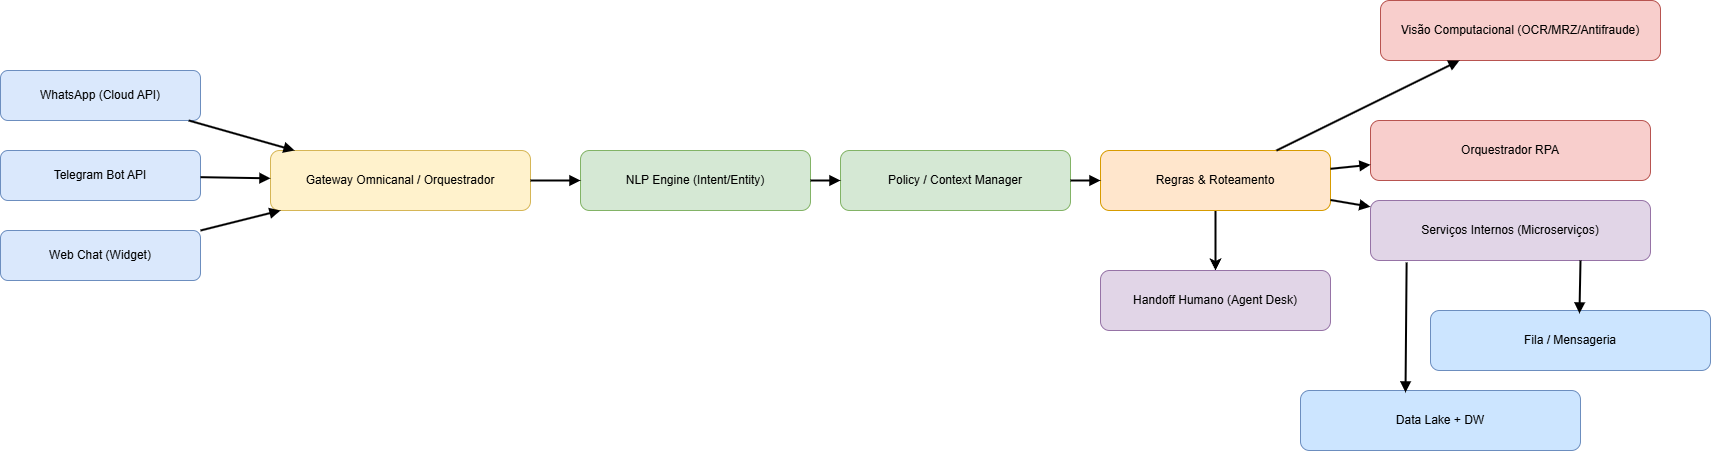 Visão Computacional (OCR/MRZ/Antifraude)
WhatsApp (Cloud API)
Telegram Bot API
Web Chat (Widget)
Gateway Omnicanal / Orquestrador
NLP Engine (Intent/Entity)
Policy / Context Manager
Regras & Roteamento
Orquestrador RPA
Serviços Internos (Microserviços)
Handoff Humano (Agent Desk)
Fila / Mensageria
Data Lake + DW